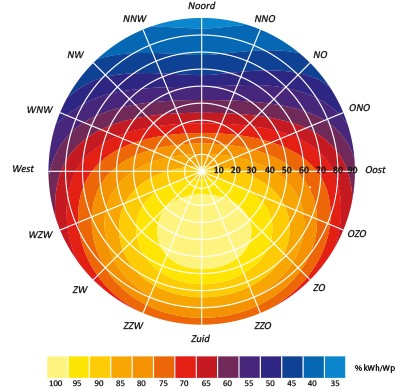 Noord
NNW NNO
NW NO
WNW ONO
West 10 20 30 40 50 60 70 80 90 Oost
WZW OZO
ZW ZO
ZZW ZZO
Zuid
% kWh/Wp
100 95 90 85 80 75 70 65 60 55 50 45 40 35